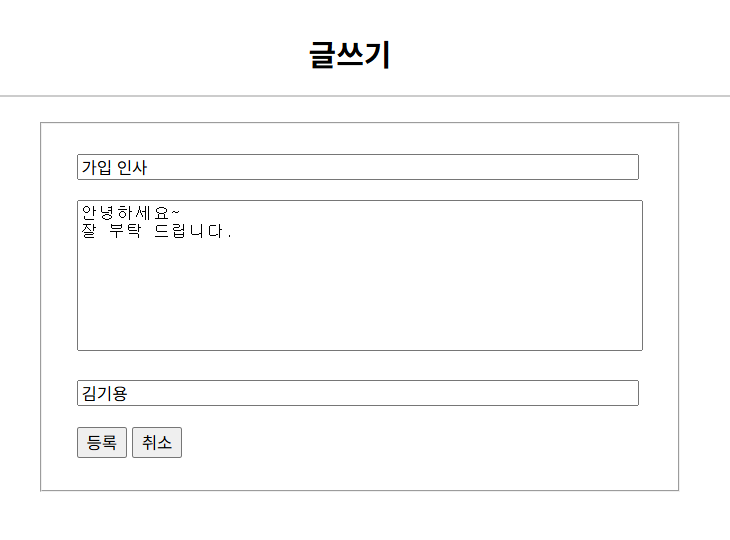 글쓰기
가입 인사
안녕하세요~
잘 부탁 드립니다.
김기용
등록 취소